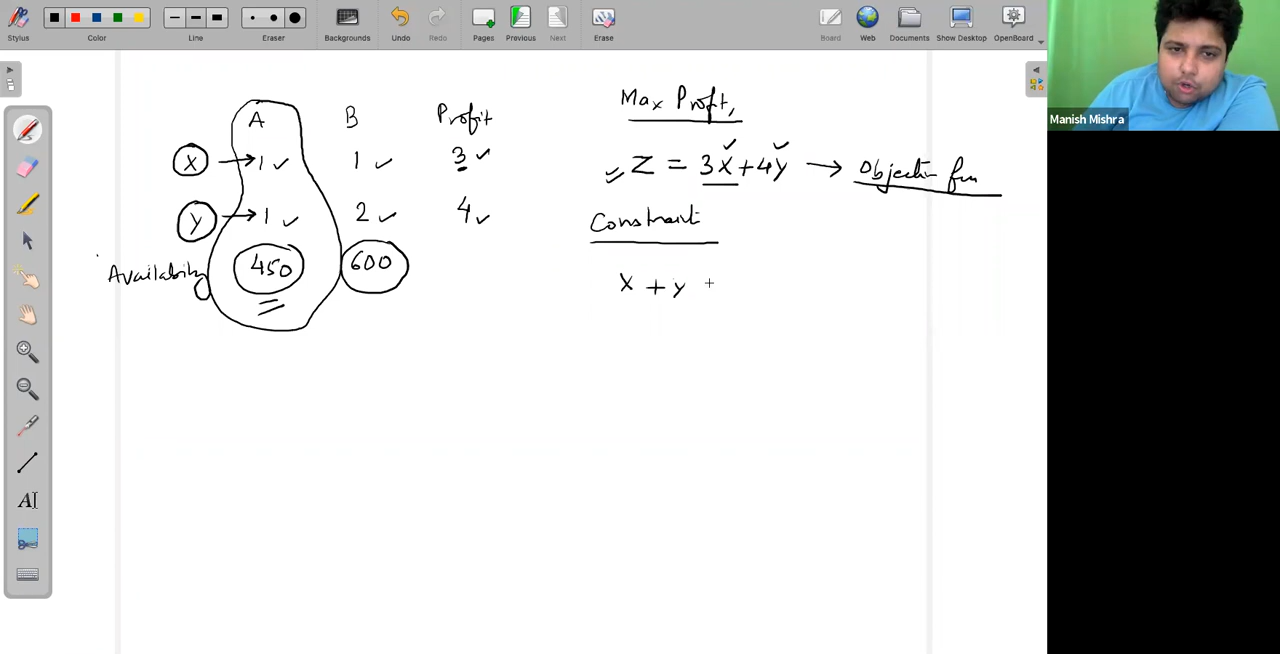 Stylus Color Line Eraser Backgrounds Undo Redo Pages Previous Next Erase Board Web Documents Show Desktop OpenBoard
Manish Mishra
A B Profit
x → 1 ✓ 1 ✓ 3 ✓
y → 1 ✓ 2 ✓ 4 ✓
Availability 450 600
Max Profit,
Z = 3x + 4y → Objective fun
Constraint
x + y